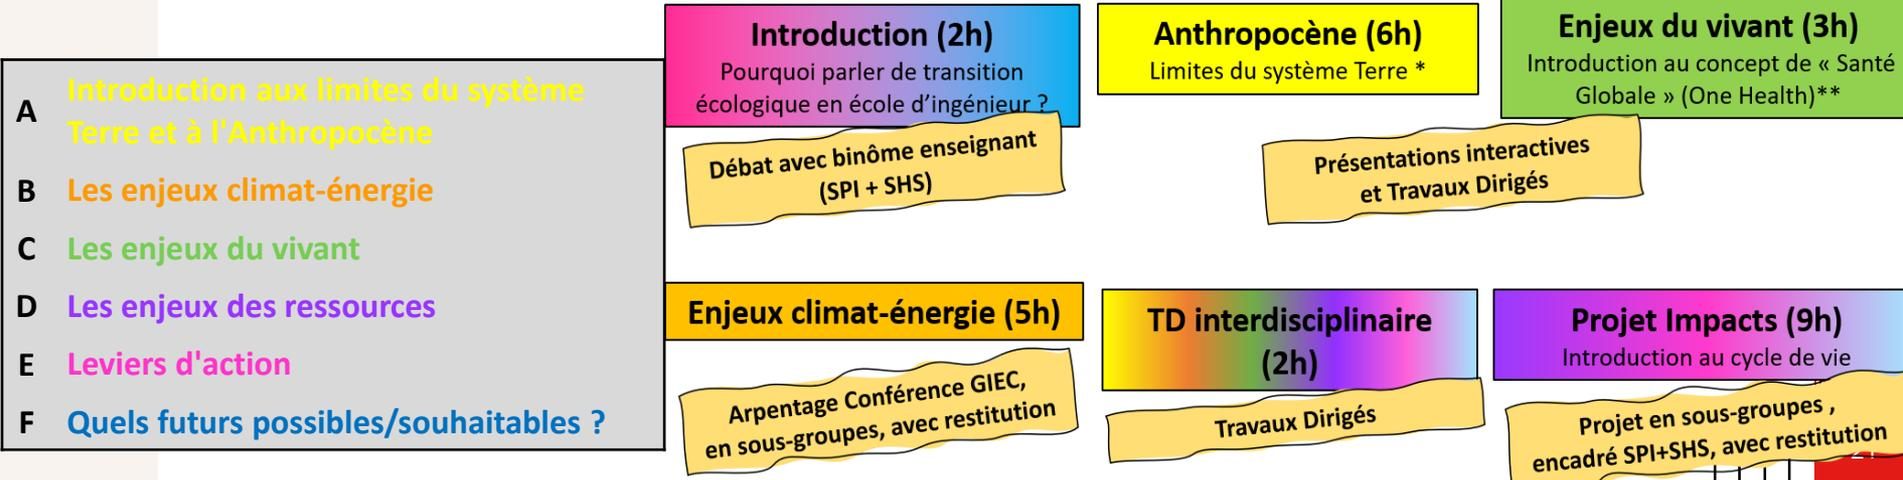 A
Introduction aux limites du système
Terre et à l'Anthropocène
B Les enjeux climat-énergie
C Les enjeux du vivant
D Les enjeux des ressources
E Leviers d'action
F Quels futurs possibles/souhaitables ?
Introduction (2h)
Pourquoi parler de transition
écologique en école d'ingénieur ?
Débat avec binôme enseignant
(SPI + SHS)
Anthropocène (6h)
Limites du système Terre *
Enjeux du vivant (3h)
Introduction au concept de « Santé
Globale » (One Health)**
Présentations interactives
et Travaux Dirigés
Enjeux climat-énergie (5h)
Arpentage Conférence GIEC,
en sous-groupes, avec restitution
TD interdisciplinaire
(2h)
Travaux Dirigés
Projet Impacts (9h)
Introduction au cycle de vie
Projet en sous-groupes ,
encadré SPI+SHS, avec restitution